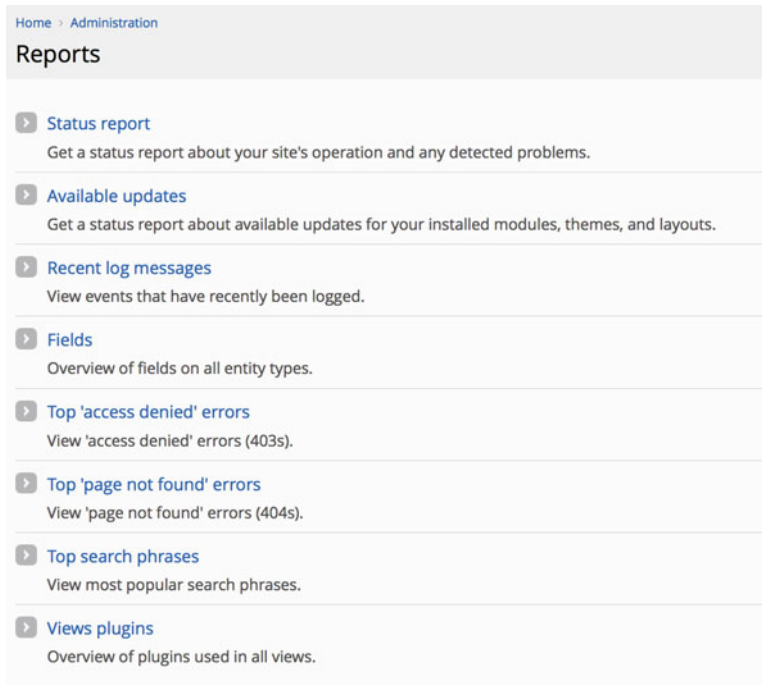 Home › Administration
Reports
Status report
Get a status report about your site's operation and any detected problems.
Available updates
Get a status report about available updates for your installed modules, themes, and layouts.
Recent log messages
View events that have recently been logged.
Fields
Overview of fields on all entity types.
Top 'access denied' errors
View 'access denied' errors (403s).
Top 'page not found' errors
View 'page not found' errors (404s).
Top search phrases
View most popular search phrases.
Views plugins
Overview of plugins used in all views.